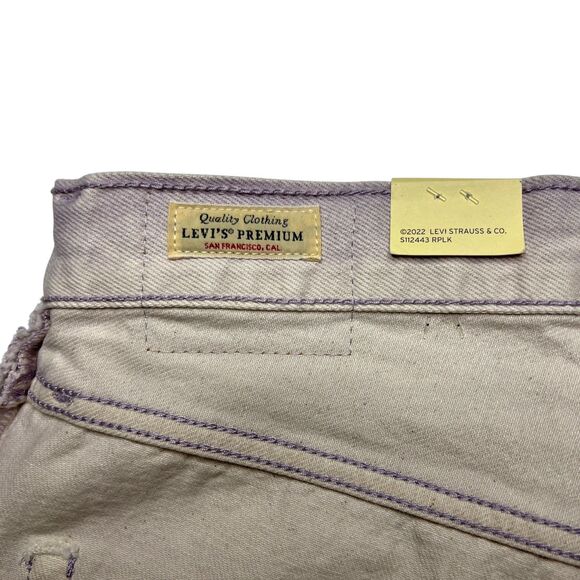 Quality Clothing
LEVI'S® PREMIUM
SAN FRANCISCO, CAL.
©2022 LEVI STRAUSS & CO.
S112443 RPLK